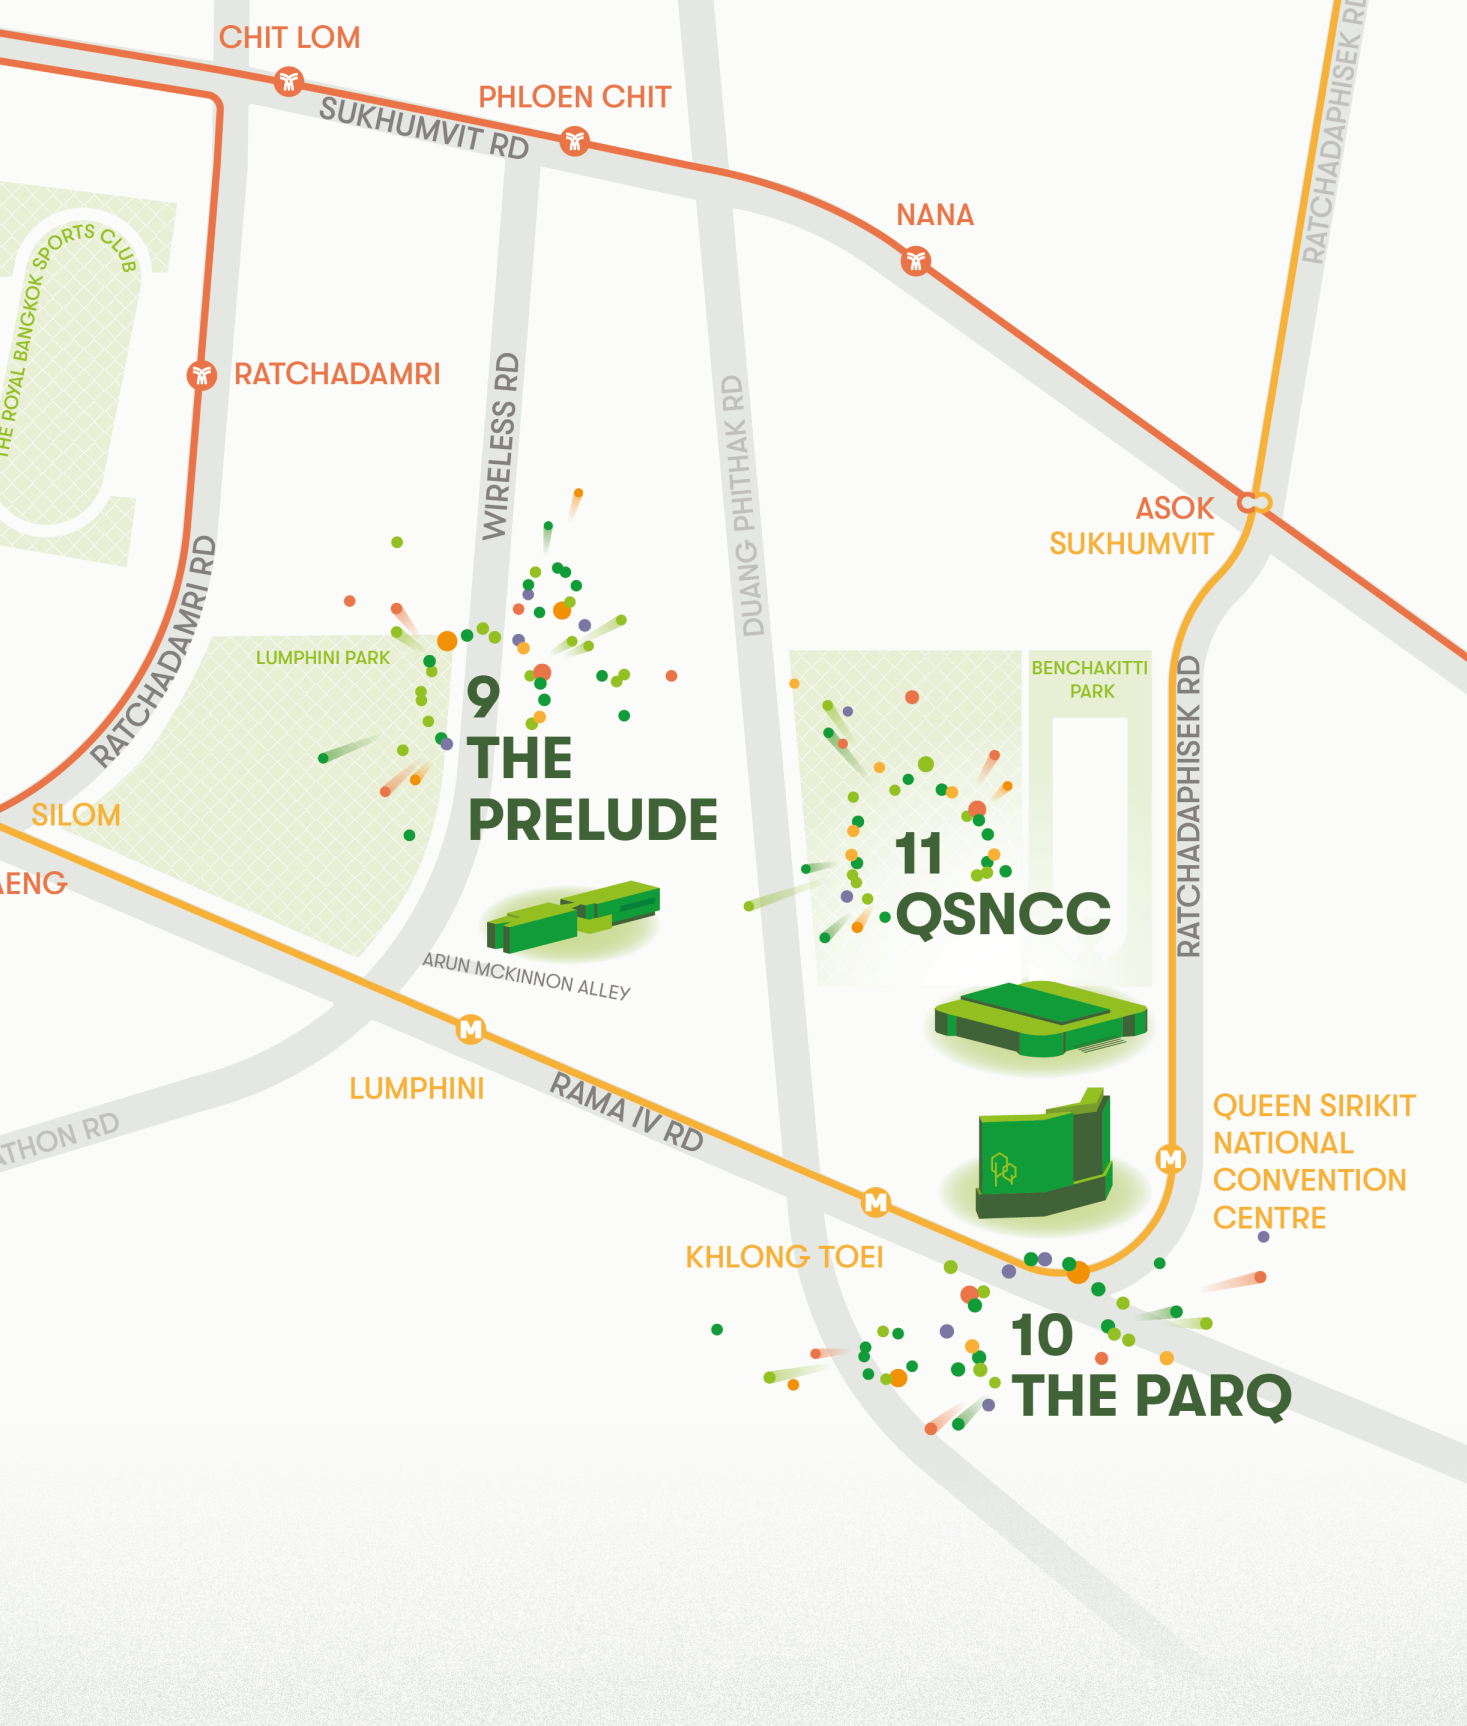 CHIT LOM
PHLOEN CHIT
SUKHUMVIT RD
RATCHADAPHISEK RD
NANA
THE ROYAL BANGKOK SPORTS CLUB
RATCHADAMRI
WIRELESS RD
DUANG PHITHAK RD
ASOK
SUKHUMVIT
RATCHADAMRI RD
LUMPHINI PARK
BENCHAKITTI
PARK
RATCHADAPHISEK RD
9
THE
PRELUDE
SILOM
11
QSNCC
AENG
ARUN MCKINNON ALLEY
M
LUMPHINI
RAMA IV RD
ATHON RD
QUEEN SIRIKIT
NATIONAL
CONVENTION
CENTRE
M
M
KHLONG TOEI
10
THE PARQ